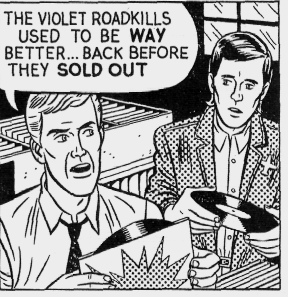 THE VIOLET ROADKILLS
USED TO BE WAY
BETTER... BACK BEFORE
THEY SOLD OUT